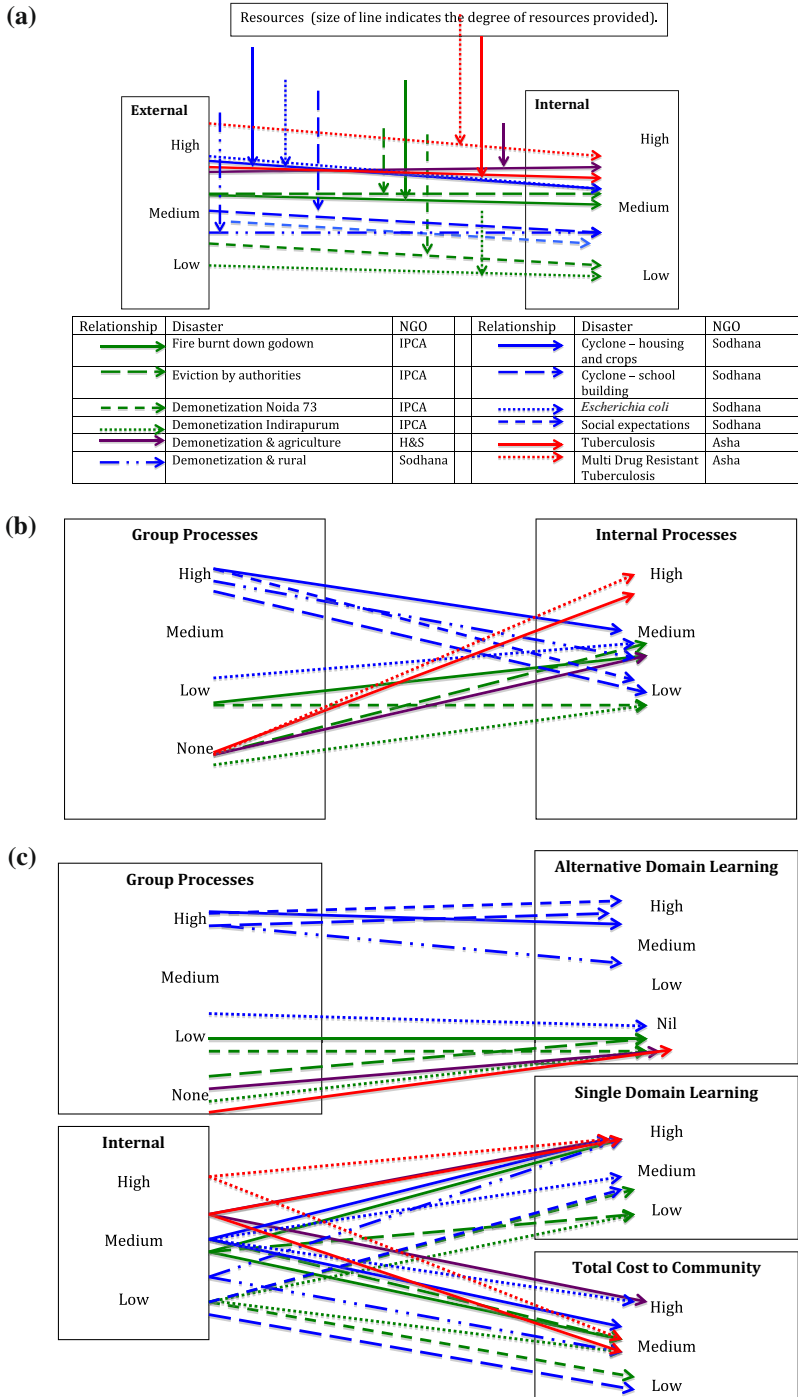 (a)
Resources (size of line indicates the degree of resources provided).
External
Internal
High
High
Medium
Medium
Low
Low
Relationship Disaster NGO Relationship Disaster NGO
Fire burnt down godown IPCA Cyclone – housing and crops Sodhana
Eviction by authorities IPCA Cyclone – school building Sodhana
Demonetization Noida 73 IPCA Escherichia coli Sodhana
Demonetization Indirapurum IPCA Social expectations Sodhana
Demonetization & agriculture H&S Tuberculosis Asha
Demonetization & rural Sodhana Multi Drug Resistant Tuberculosis Asha
(b)
Group Processes
Internal Processes
High
High
Medium
Medium
Low
Low
None
(c)
Group Processes
Alternative Domain Learning
High
High
Medium
Medium
Low
Nil
Low
None
Single Domain Learning
Internal
High
High
Medium
Low
Medium
Low
Total Cost to Community
High
Medium
Low